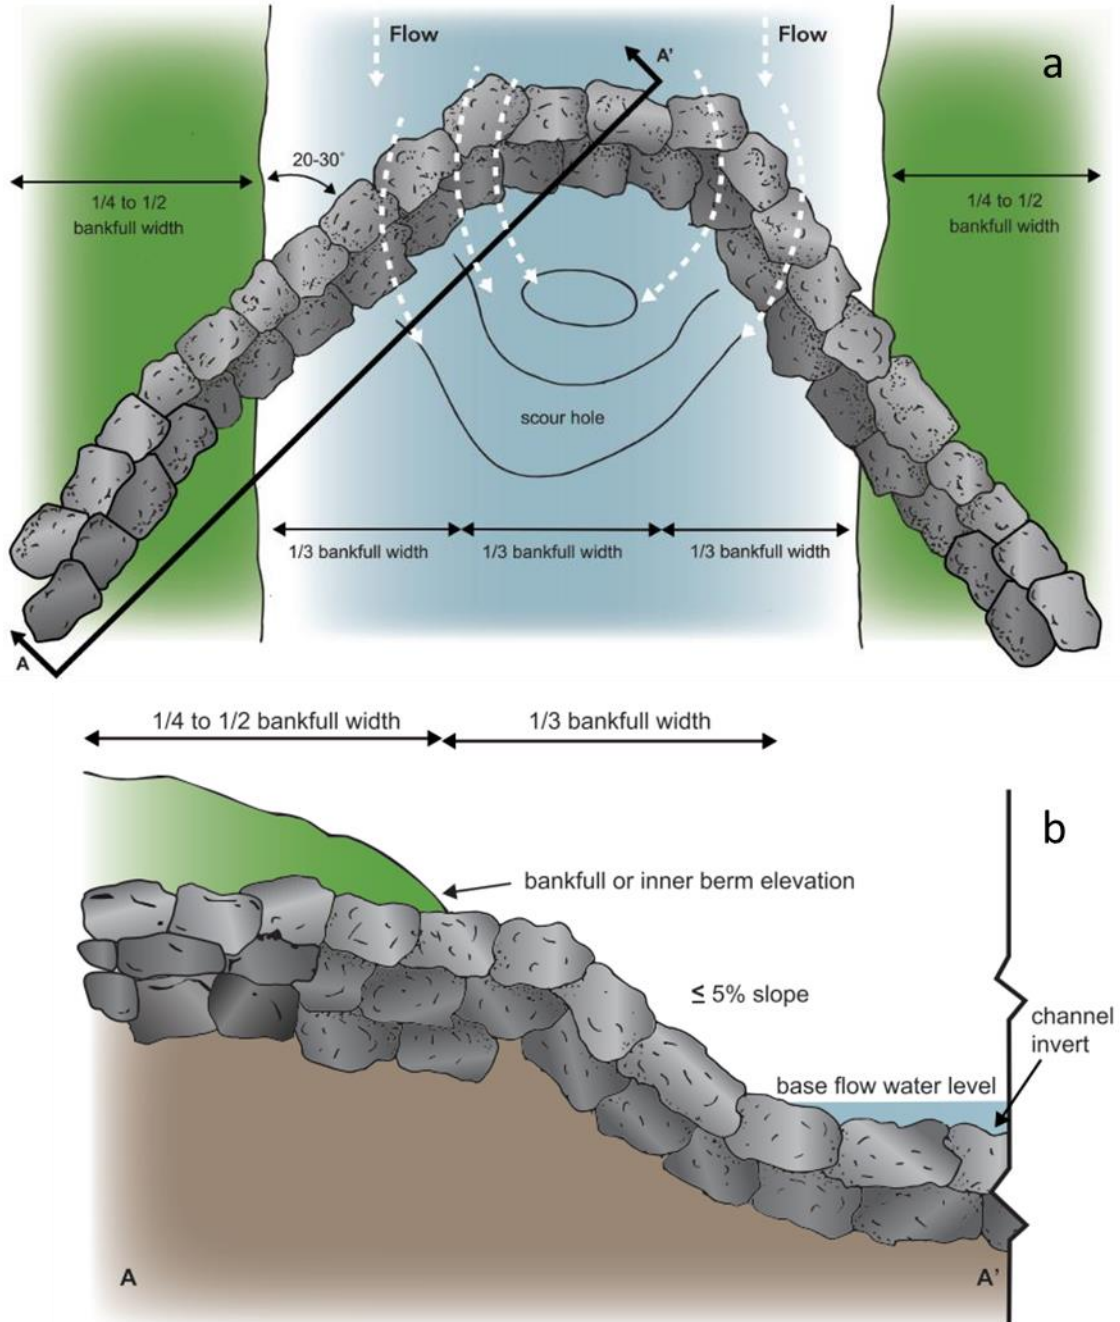 Flow
Flow
a
A'
20-30°
1/4 to 1/2
bankfull width
1/4 to 1/2
bankfull width
scour hole
1/3 bankfull width
1/3 bankfull width
1/3 bankfull width
A
1/4 to 1/2 bankfull width
1/3 bankfull width
b
bankfull or inner berm elevation
≤ 5% slope
channel
invert
base flow water level
A
A'